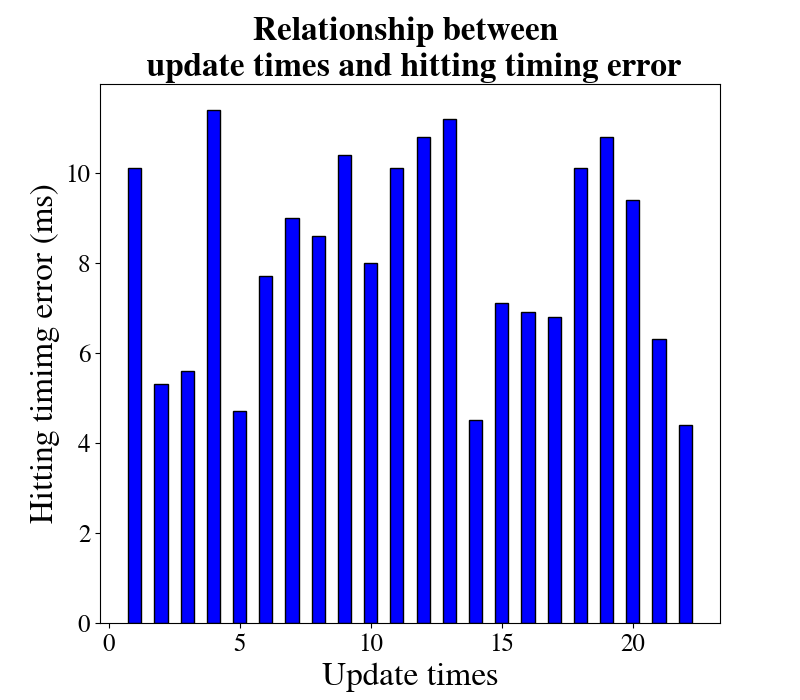 Relationship between
update times and hitting timing error
Hitting timimg error (ms)
10
8
6
4
2
0
0 5 10 15 20
Update times